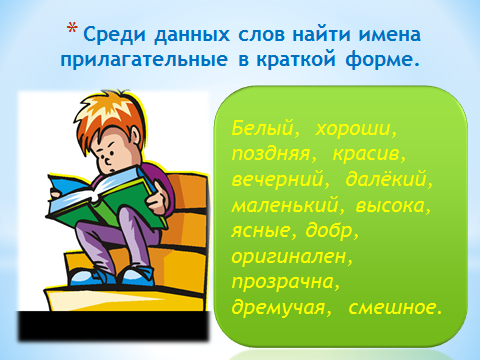 * Среди данных слов найти имена
прилагательные в краткой форме.
Белый, хороши,
поздняя, красив,
вечерний, далёкий,
маленький, высока,
ясные, добр,
оригинален,
прозрачна,
дремучая, смешное.